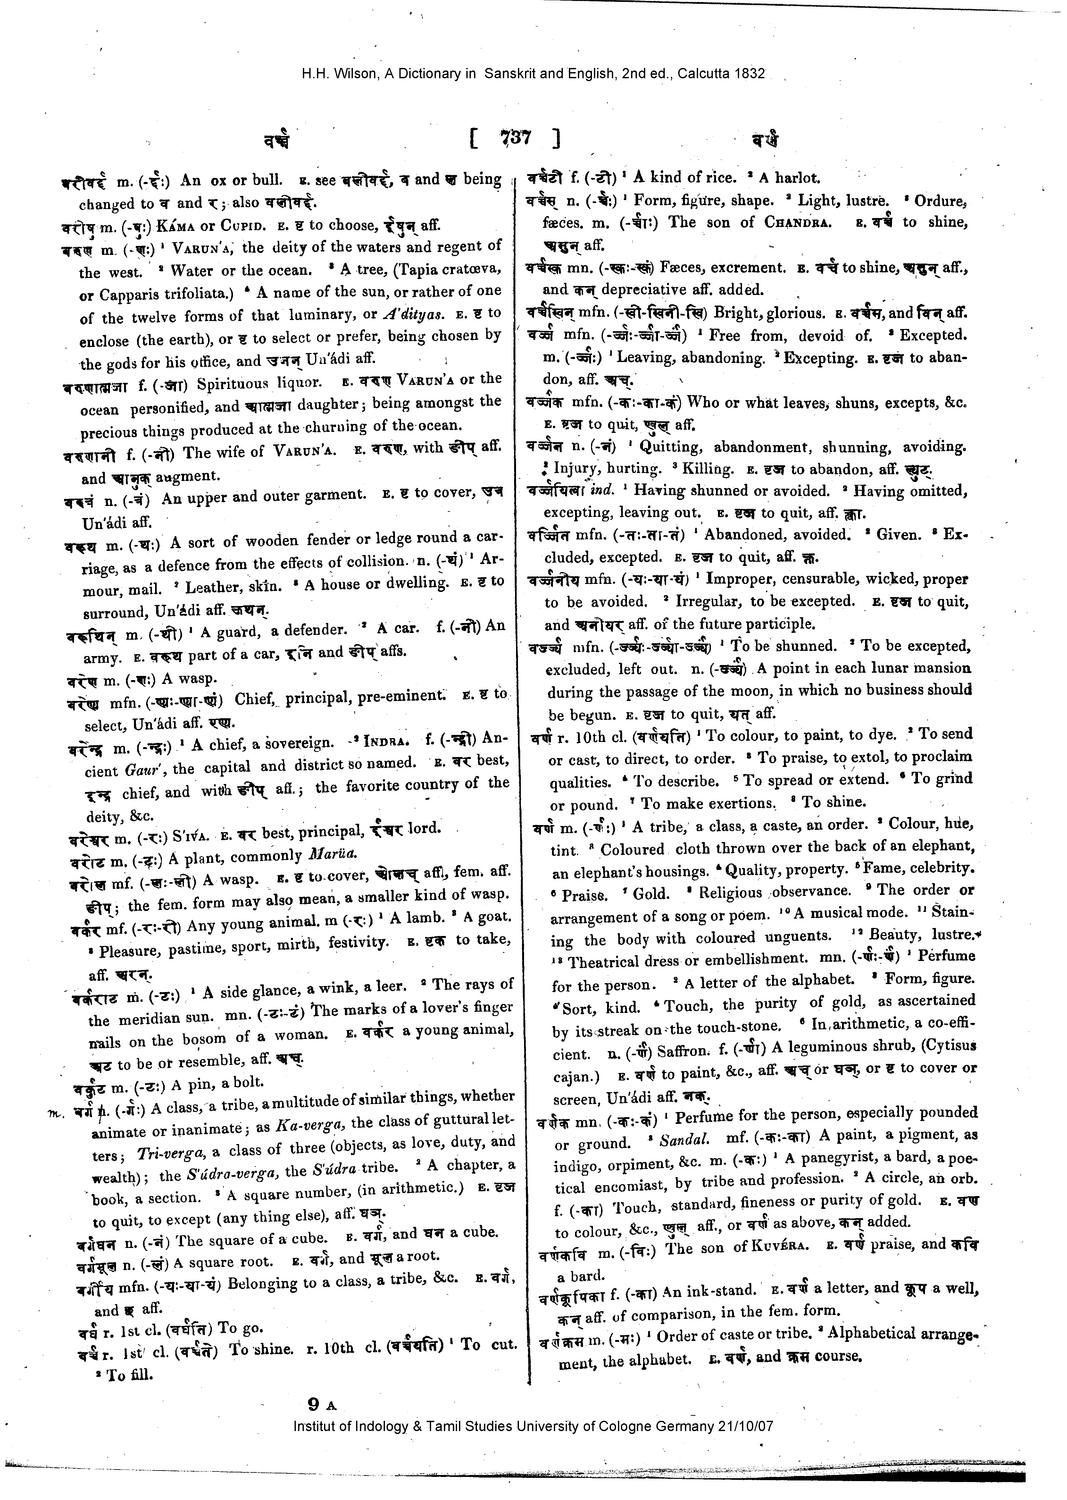 H.H. Wilson, A Dictionary in Sanskrit and English, 2nd ed., Calcutta 1832
वर्च्च [ 737 ] वर्ण
वरीवर्द्द m. (-र्द्दः) An ox or bull. E. see बलीवर्द्द, व and ल being
changed to व and र; also वलीवर्द्द.
वरीषु m. (-षुः) KÁMA or CUPID. E. वृ to choose, ईषुन् aff.
वरुण m. (-णः) ¹ VARUN'A, the deity of the waters and regent of
the west. ² Water or the ocean. ³ A tree, (Tapia cratœva,
or Capparis trifoliata.) ⁴ A name of the sun, or rather of one
of the twelve forms of that luminary, or A'dityas. E. वृ to
enclose (the earth), or वृ to select or prefer, being chosen by
the gods for his office, and उनन् Un'ádi aff.
वरुणात्मजा f. (-जा) Spirituous liquor. E. वरुण VARUN'A or the
ocean personified, and आत्मजा daughter; being amongst the
precious things produced at the churning of the ocean.
वरुणानी f. (-नी) The wife of VARUN'A. E. वरुण, with ङीप् aff.
and आनुक् augment.
वरुत्रं n. (-त्रं) An upper and outer garment. E. वृ to cover, उत्र
Un'ádi aff.
वरूथ m. (-थः) A sort of wooden fender or ledge round a car-
riage, as a defence from the effects of collision. n. (-थं) ¹ Ar-
mour, mail. ² Leather, skin. ³ A house or dwelling. E. वृ to
surround, Un'ádi aff. ऊथन्.
वरूथिन् m. (-थी) ¹ A guard, a defender. ² A car. f. (-नी) An
army. E. वरूथ part of a car, इनि and ङीप् affs.
वरेण m. (-णः) A wasp.
वरेण्य mfn. (-ण्यः-ण्या-ण्यं) Chief, principal, pre-eminent. E. वृ to
select, Un'ádi aff. एण्य.
वरेन्द्र m. (-न्द्रः) ¹ A chief, a sovereign. ² INDRA. f. (-न्द्री) An-
cient Gaur', the capital and district so named. E. वर best,
इन्द्र chief, and with ङीप् aff.; the favorite country of the
deity, &c.
वरेश्वर m. (-रः) S'IVA. E. वर best, principal, ईश्वर lord.
वरोट m. (-टः) A plant, commonly Marüa.
वरोल mf. (-लः-ली) A wasp. E. वृ to cover, ओलच् aff., fem. aff.
ङीप्; the fem. form may also mean, a smaller kind of wasp.
वर्कर mf. (-रः-री) Any young animal. m (-रः) ¹ A lamb. ² A goat.
³ Pleasure, pastime, sport, mirth, festivity. E. वृक to take,
aff. अरन्.
वर्कराट m. (-टः) ¹ A side glance, a wink, a leer. ² The rays of
the meridian sun. mn. (-टः-टं) The marks of a lover's finger
nails on the bosom of a woman. E. वर्कर a young animal,
अट to be or resemble, aff. अच्.
वर्कुट m. (-टः) A pin, a bolt.
m. वर्ग n. (-र्गः) A class, a tribe, a multitude of similar things, whether
animate or inanimate; as Ka-verga, the class of guttural let-
ters; Tri-verga, a class of three (objects, as love, duty, and
wealth); the S'údra-verga, the S'údra tribe. ² A chapter, a
book, a section. ³ A square number, (in arithmetic.) E. वृज
to quit, to except (any thing else), aff. घञ्.
वर्गघन n. (-नं) The square of a cube. E. वर्ग, and घन a cube.
वर्गमूल n. (-लं) A square root. E. वर्ग, and मूल a root.
वर्गीय mfn. (-यः-या-यं) Belonging to a class, a tribe, &c. E. वर्ग,
and छ aff.
वर्घ r. 1st cl. (वर्घति) To go.
वर्च्च r. 1st cl. (वर्च्चते) To shine. r. 10th cl. (वर्च्चयति) ¹ To cut.
² To fill.
वर्च्चटी f. (-टी) ¹ A kind of rice. ² A harlot.
वर्च्चस् n. (-र्च्चः) ¹ Form, figure, shape. ² Light, lustre. ³ Ordure,
fæces. m. (-र्च्चाः) The son of CHANDRA. E. वर्च्च to shine,
असुन् aff.
वर्च्चस्क mn. (-स्कः-स्कं) Fæces, excrement. E. वर्च्च to shine, असुन् aff.,
and कन् depreciative aff. added.
वर्च्चस्विन् mfn. (-स्वी-स्विनी-स्वि) Bright, glorious. E. वर्च्चस्, and विन् aff.
वर्ज्ज mfn. (-र्ज्जः-र्ज्जा-र्ज्जं) ¹ Free from, devoid of. ² Excepted.
m. (-र्ज्जः) ¹ Leaving, abandoning. ² Excepting. E. वृज to aban-
don, aff. अच्.
वर्ज्जक mfn. (-कः-का-कं) Who or what leaves, shuns, excepts, &c.
E. वृज to quit, ण्वुल् aff.
वर्ज्जन n. (-नं) ¹ Quitting, abandonment, shunning, avoiding.
² Injury, hurting. ³ Killing. E. वृज to abandon, aff. ल्युट्.
वर्ज्जयित्वा ind. ¹ Having shunned or avoided. ² Having omitted,
excepting, leaving out. E. वृज to quit, aff. क्त्वा.
वर्ज्जित mfn. (-तः-ता-तं) ¹ Abandoned, avoided. ² Given. ³ Ex-
cluded, excepted. E. वृज to quit, aff. क्त.
वर्ज्जनीय mfn. (-यः-या-यं) ¹ Improper, censurable, wicked, proper
to be avoided. ² Irregular, to be excepted. E. वृज to quit,
and अनीयर् aff. of the future participle.
वर्ज्ज्य mfn. (-र्ज्ज्यः-र्ज्ज्या-र्ज्ज्यं) ¹ To be shunned. ² To be excepted,
excluded, left out. n. (-र्ज्ज्यं) A point in each lunar mansion
during the passage of the moon, in which no business should
be begun. E. वृज to quit, यत् aff.
वर्ण r. 10th cl. (वर्णयति) ¹ To colour, to paint, to dye. ² To send
or cast, to direct, to order. ³ To praise, to extol, to proclaim
qualities. ⁴ To describe. ⁵ To spread or extend. ⁶ To grind
or pound. ⁷ To make exertions. ⁸ To shine.
वर्ण m. (-र्णः) ¹ A tribe, a class, a caste, an order. ² Colour, hue,
tint. ³ Coloured cloth thrown over the back of an elephant,
an elephant's housings. ⁴ Quality, property. ⁵ Fame, celebrity.
⁶ Praise. ⁷ Gold. ⁸ Religious observance. ⁹ The order or
arrangement of a song or poem. ¹⁰ A musical mode. ¹¹ Stain-
ing the body with coloured unguents. ¹² Beauty, lustre.
¹³ Theatrical dress or embellishment. mn. (-र्णः-र्णं) ¹ Perfume
for the person. ² A letter of the alphabet. ³ Form, figure.
⁴ Sort, kind. ⁵ Touch, the purity of gold, as ascertained
by its streak on the touch-stone. ⁶ In arithmetic, a co-effi-
cient. n. (-र्णं) Saffron. f. (-र्णा) A leguminous shrub, (Cytisus
cajan.) E. वर्ण to paint, &c., aff. अच् or घञ्, or वृ to cover or
screen, Un'ádi aff. नक्.
वर्णक mn. (-कः-कं) ¹ Perfume for the person, especially pounded
or ground. ² Sandal. mf. (-कः-का) A paint, a pigment, as
indigo, orpiment, &c. m. (-कः) ¹ A panegyrist, a bard, a poe-
tical encomiast, by tribe and profession. ² A circle, an orb.
f. (-का) Touch, standard, fineness or purity of gold. E. वर्ण
to colour, &c., ण्वुल् aff., or वर्ण as above, कन् added.
वर्णकवि m. (-विः) The son of KUVÉRA. E. वर्ण praise, and कवि
a bard.
वर्णकूपिका f. (-का) An ink-stand. E. वर्ण a letter, and कूप a well,
कन् aff. of comparison, in the fem. form.
वर्णक्रम m. (-मः) ¹ Order of caste or tribe. ² Alphabetical arrange-
ment, the alphabet. E. वर्ण, and क्रम course.
9 A
Institut of Indology & Tamil Studies University of Cologne Germany 21/10/07